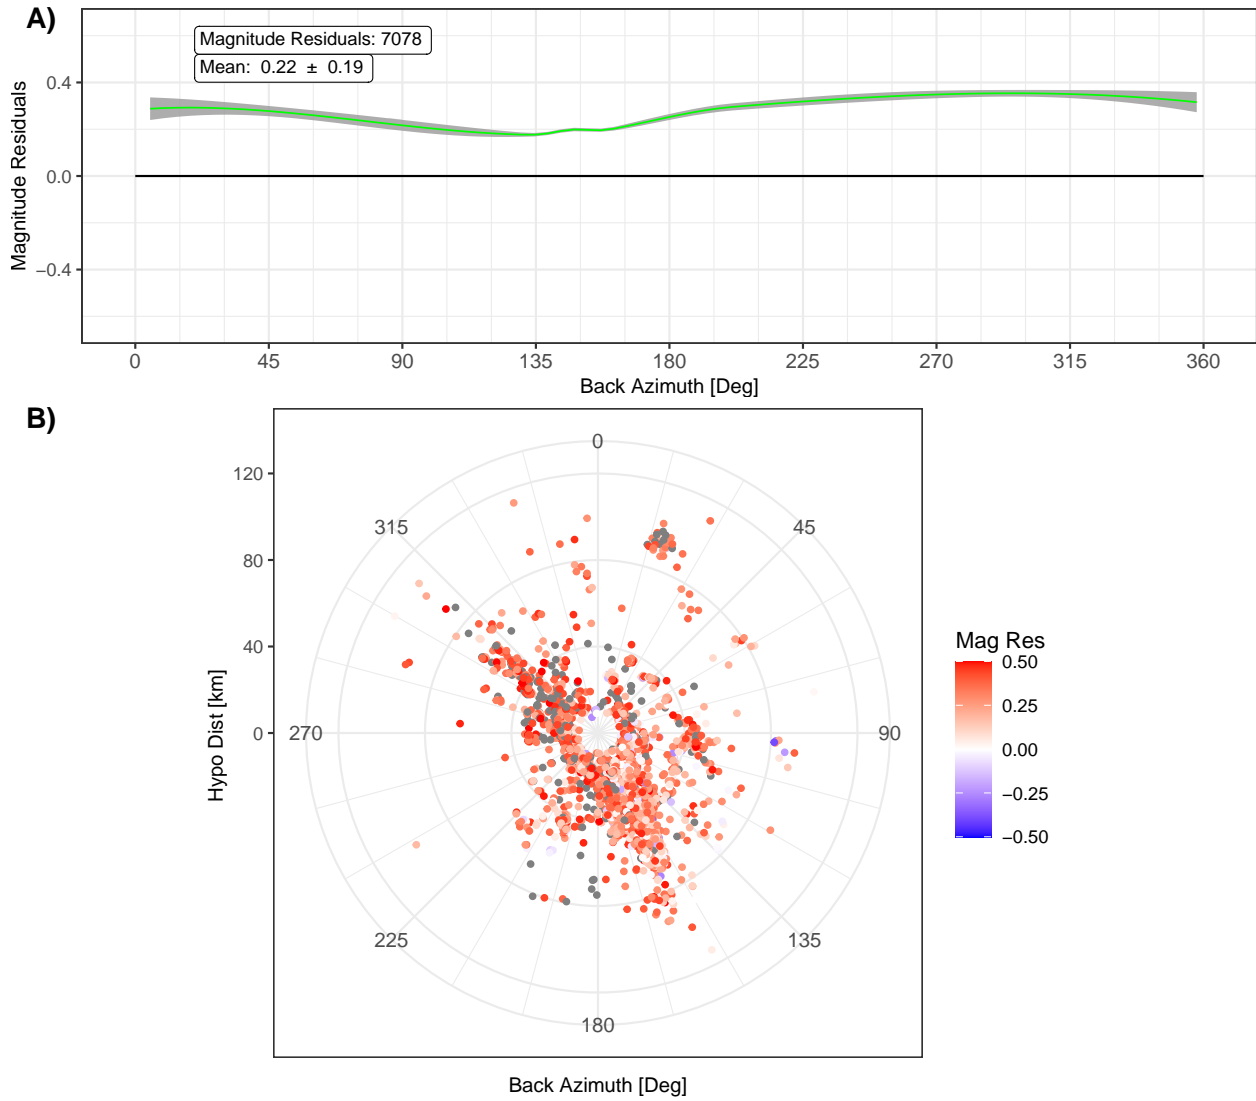 A)
Magnitude Residuals: 7078
Mean: 0.22 ± 0.19
Magnitude Residuals
0.4
0.0
−0.4
0 45 90 135 180 225 270 315 360
Back Azimuth [Deg]
B)
Hypo Dist [km]
120
80
40
0
0
45
90
135
180
225
270
315
Back Azimuth [Deg]
Mag Res
0.50
0.25
0.00
−0.25
−0.50